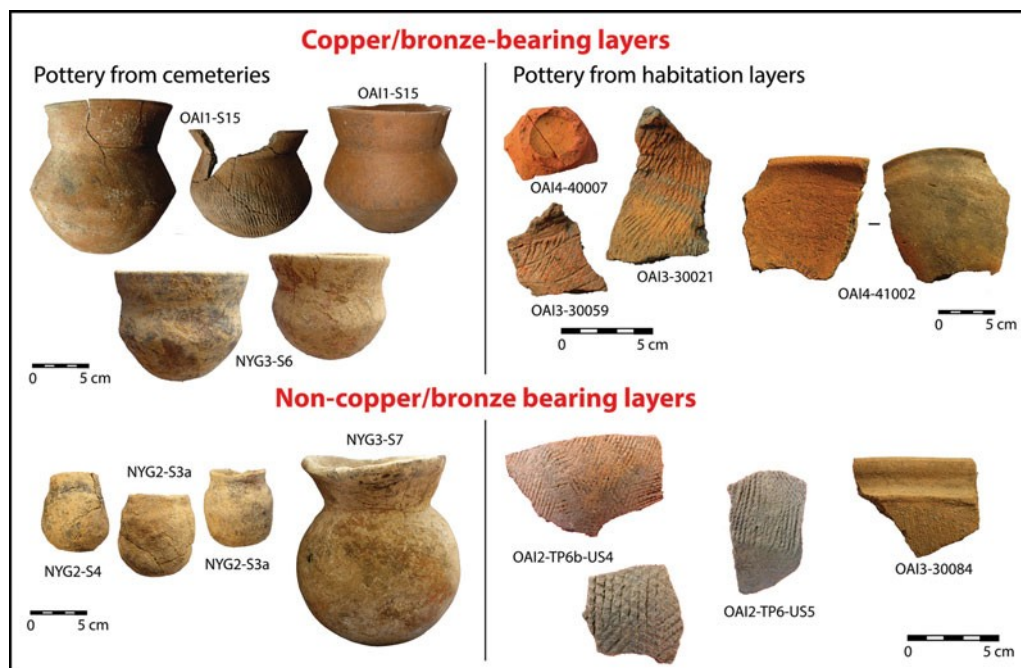 Copper/bronze-bearing layers
Pottery from cemeteries
OAI1-S15
OAI1-S15
NYG3-S6
0 5 cm
Pottery from habitation layers
OAI4-40007
OAI3-30059
OAI3-30021
OAI4-41002
0 5 cm
0 5 cm
Non-copper/bronze bearing layers
NYG2-S4
NYG2-S3a
NYG2-S3a
NYG3-S7
0 5 cm
OAI2-TP6b-US4
OAI2-TP6-US5
OAI3-30084
0 5 cm